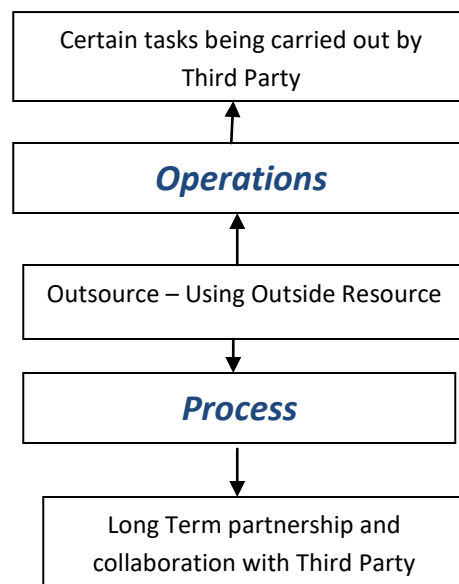 Certain tasks being carried out by
Third Party
Operations
Outsource – Using Outside Resource
Process
Long Term partnership and
collaboration with Third Party